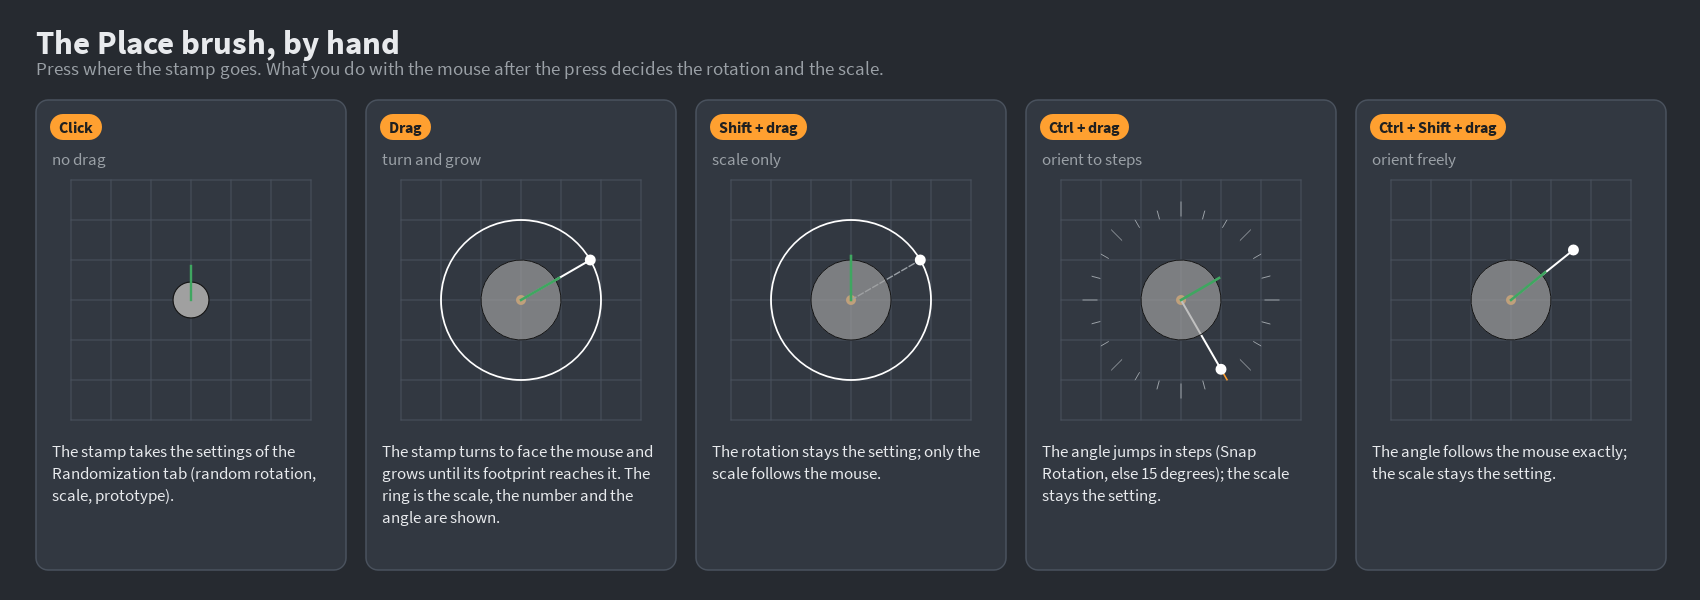 The Place brush, by hand
Press where the stamp goes. What you do with the mouse after the press decides the rotation and the scale.
Click
no drag
The stamp takes the settings of the
Randomization tab (random rotation,
scale, prototype).
Drag
turn and grow
The stamp turns to face the mouse and
grows until its footprint reaches it. The
ring is the scale, the number and the
angle are shown.
Shift + drag
scale only
The rotation stays the setting; only the
scale follows the mouse.
Ctrl + drag
orient to steps
The angle jumps in steps (Snap
Rotation, else 15 degrees); the scale
stays the setting.
Ctrl + Shift + drag
orient freely
The angle follows the mouse exactly;
the scale stays the setting.